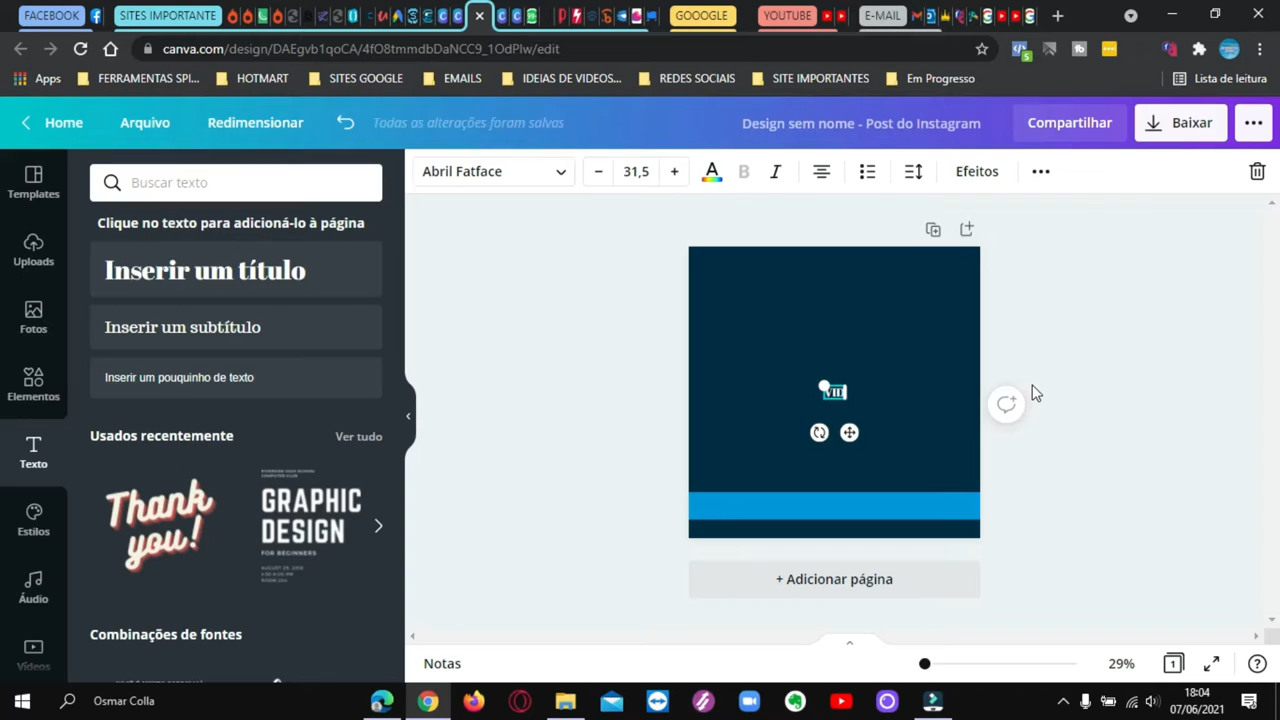 FACEBOOK
SITES IMPORTANTE
GOOOGLE
YOUTUBE
E-MAIL
canva.com/design/DAEgvb1qoCA/4fO8tmmdbDaNCC9_1OdPlw/edit
Apps
FERRAMENTAS SPI...
HOTMART
SITES GOOGLE
EMAILS
IDEIAS DE VIDEOS...
REDES SOCIAIS
SITE IMPORTANTES
Em Progresso
Lista de leitura
Home
Arquivo
Redimensionar
Todas as alterações foram salvas
Design sem nome - Post do Instagram
Compartilhar
Baixar
Templates
Uploads
Fotos
Elementos
Texto
Estilos
Áudio
Vídeos
Buscar texto
Clique no texto para adicioná-lo à página
Inserir um título
Inserir um subtítulo
Inserir um pouquinho de texto
Usados recentemente
Ver tudo
Thank
you!
GRAPHIC
DESIGN
FOR BEGINNERS
Combinações de fontes
Abril Fatface
31,5
A
B
I
Efeitos
+ Adicionar página
Notas
29%
1
Osmar Colla
18:04
07/06/2021